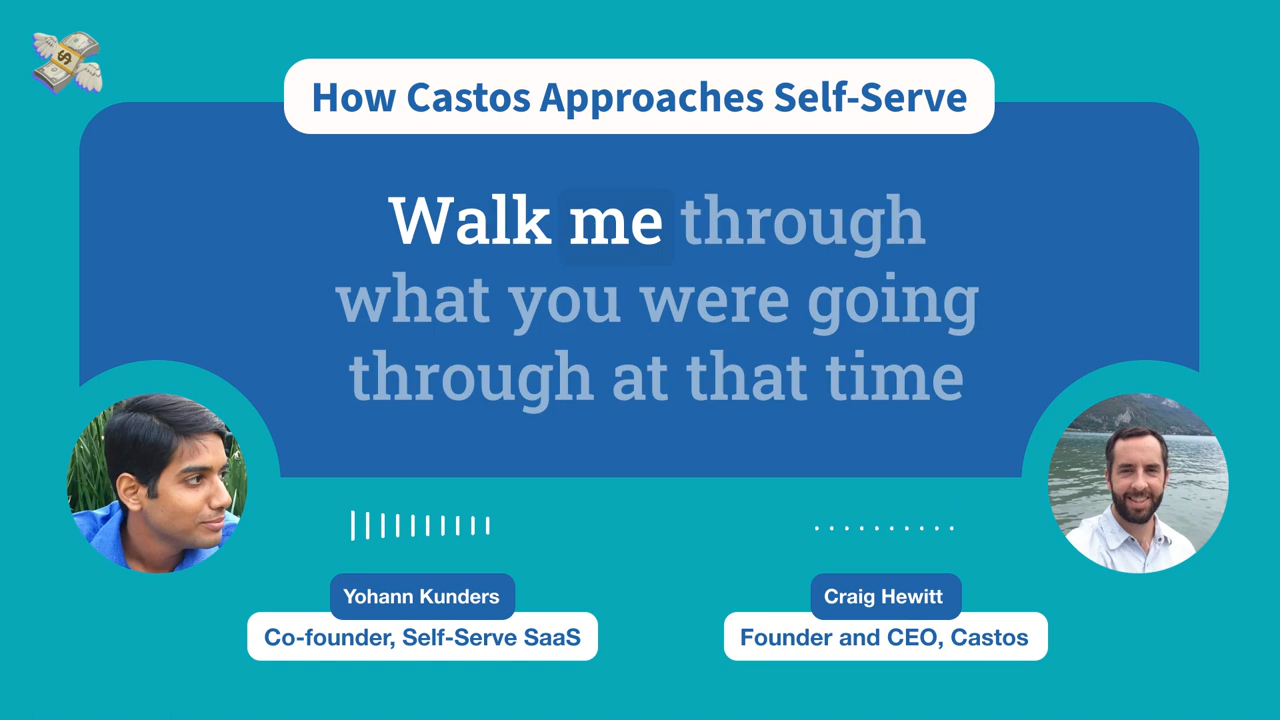 How Castos Approaches Self-Serve
Walk me through
what you were going
through at that time
Yohann Kunders
Co-founder, Self-Serve SaaS
Craig Hewitt
Founder and CEO, Castos